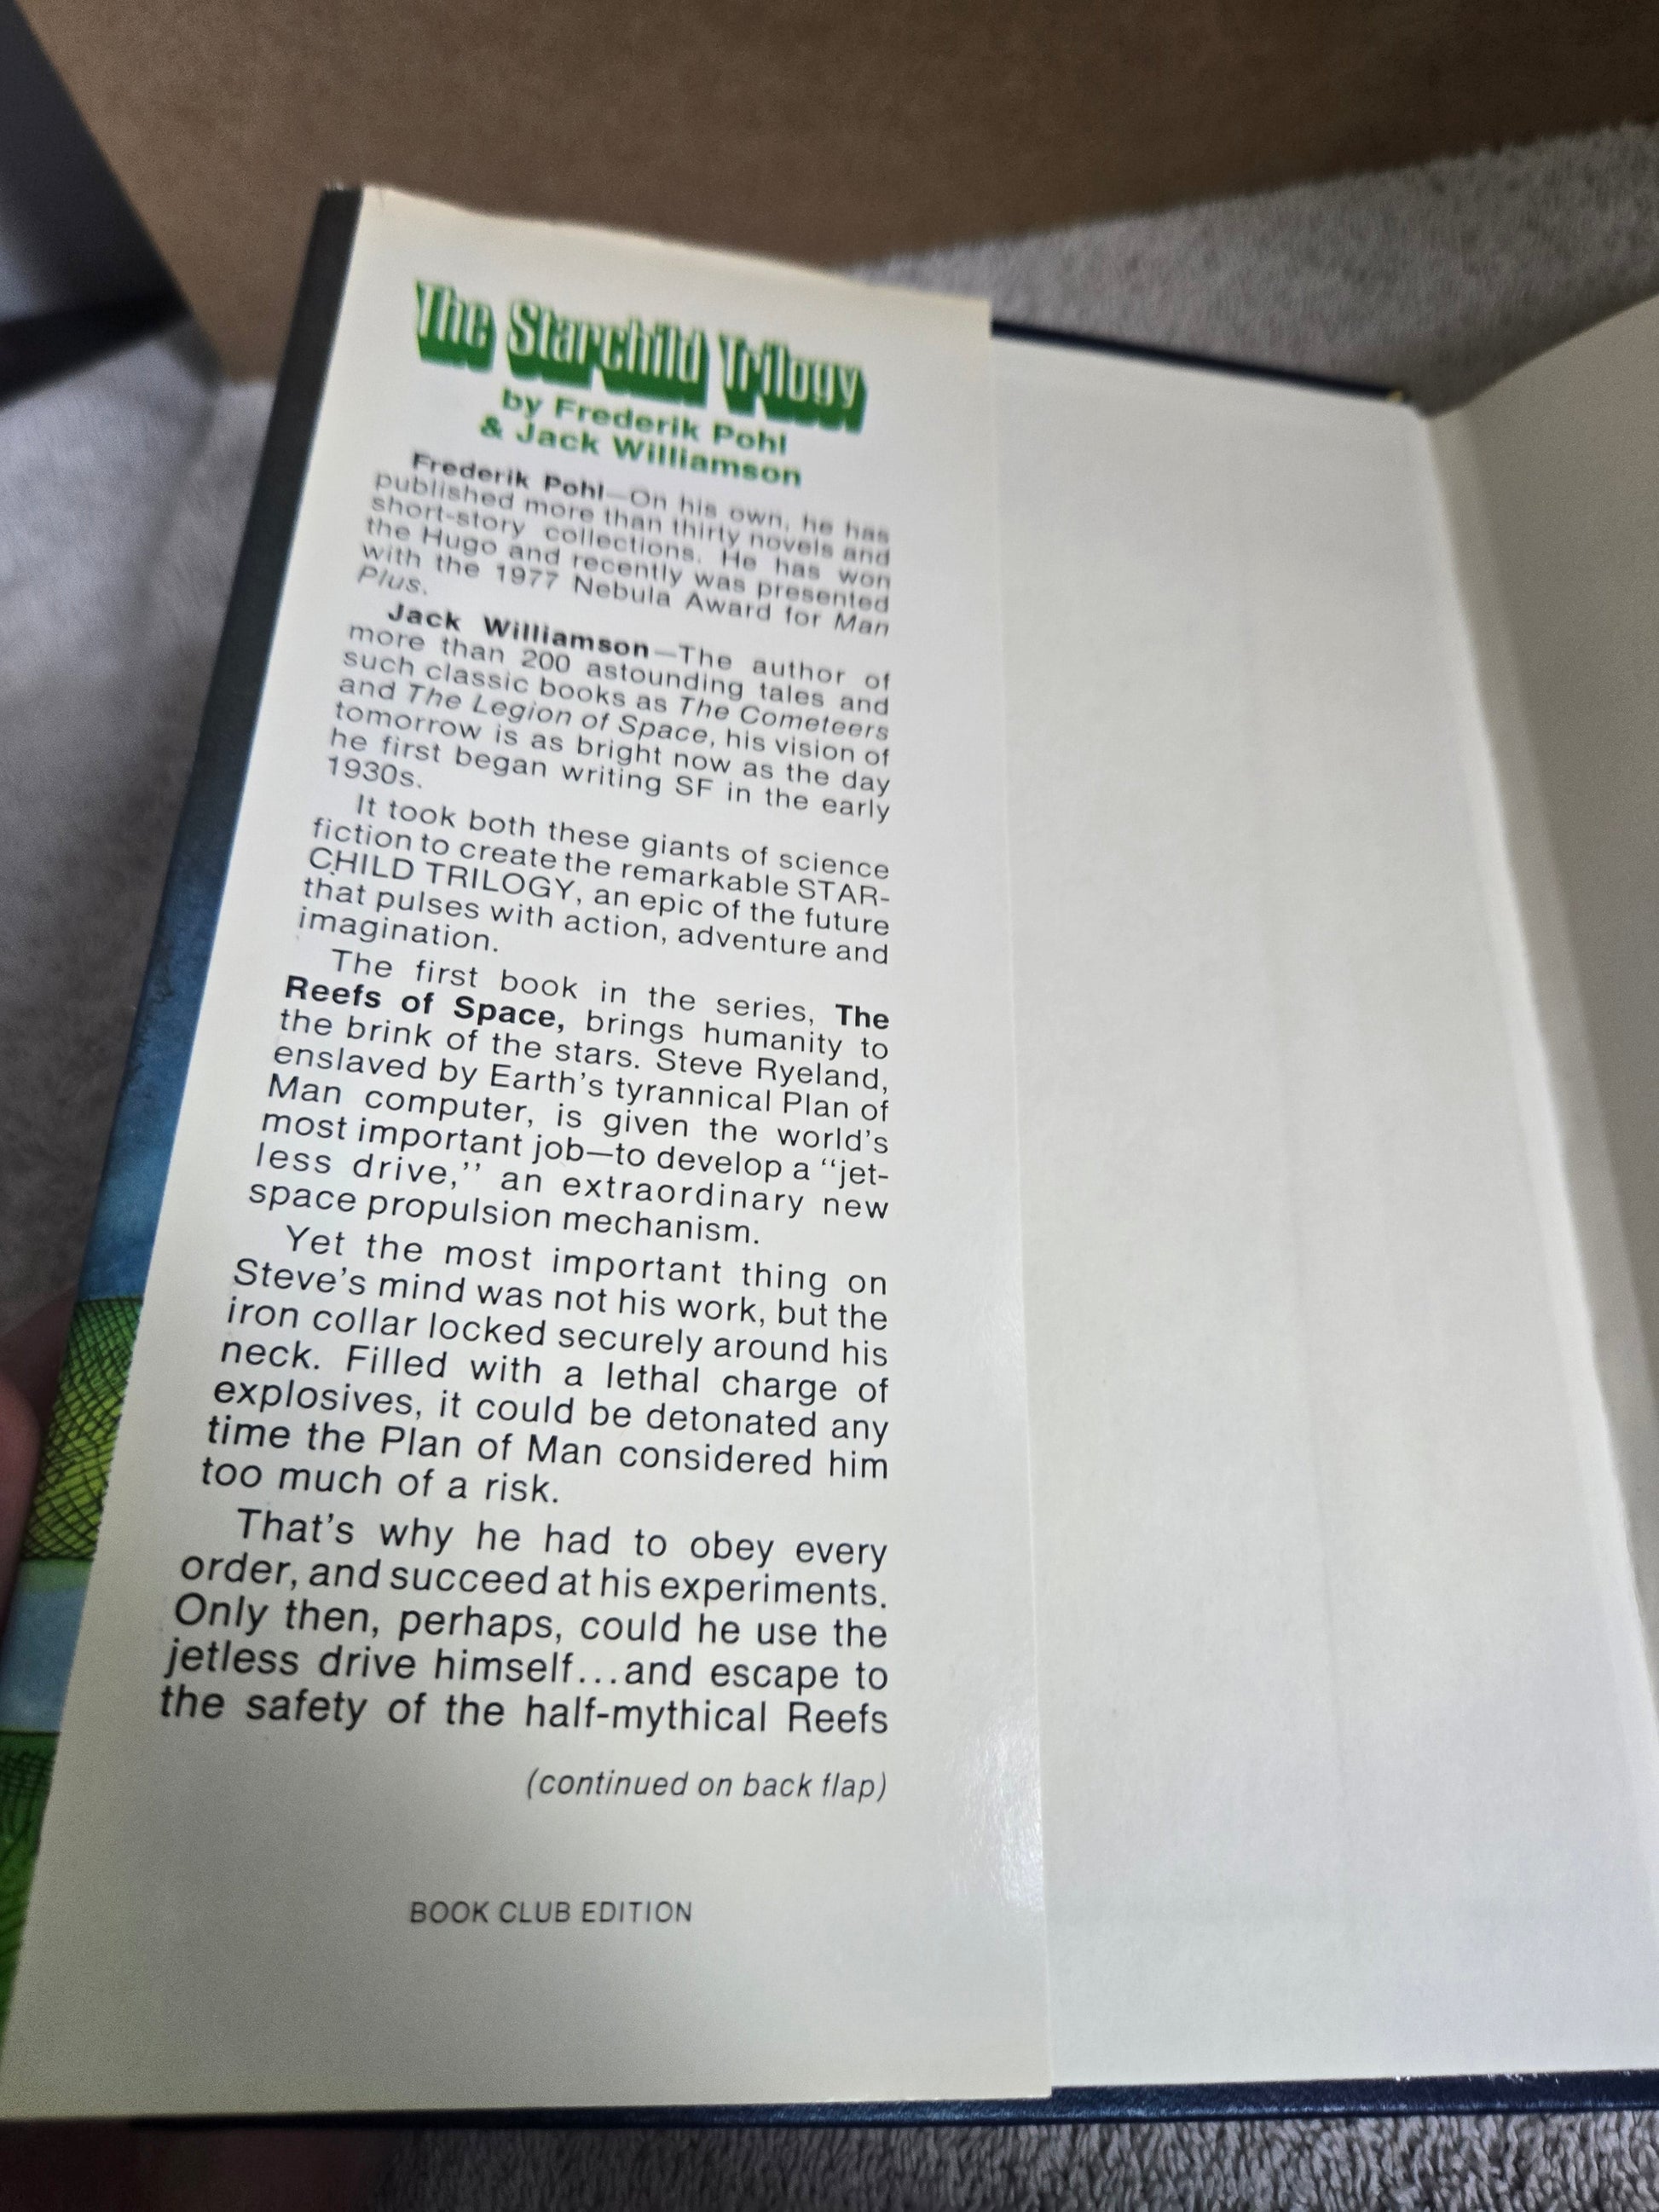 The Starchild Trilogy
by Frederik Pohl
& Jack Williamson
Frederik Pohl—On his own, he has
published more than thirty novels and
short-story collections. He has won
the Hugo and recently was presented
with the 1977 Nebula Award for Man
Plus.
Jack Williamson—The author of
more than 200 astounding tales and
such classic books as The Cometeers
and The Legion of Space, his vision of
tomorrow is as bright now as the day
he first began writing SF in the early
1930s.
It took both these giants of science
fiction to create the remarkable STAR-
CHILD TRILOGY, an epic of the future
that pulses with action, adventure and
imagination.
The first book in the series, The
Reefs of Space, brings humanity to
the brink of the stars. Steve Ryeland,
enslaved by Earth's tyrannical Plan of
Man computer, is given the world's
most important job—to develop a “jet-
less drive,” an extraordinary new
space propulsion mechanism.
Yet the most important thing on
Steve's mind was not his work, but the
iron collar locked securely around his
neck. Filled with a lethal charge of
explosives, it could be detonated any
time the Plan of Man considered him
too much of a risk.
That's why he had to obey every
order, and succeed at his experiments.
Only then, perhaps, could he use the
jetless drive himself...and escape to
the safety of the half-mythical Reefs
(continued on back flap)
BOOK CLUB EDITION